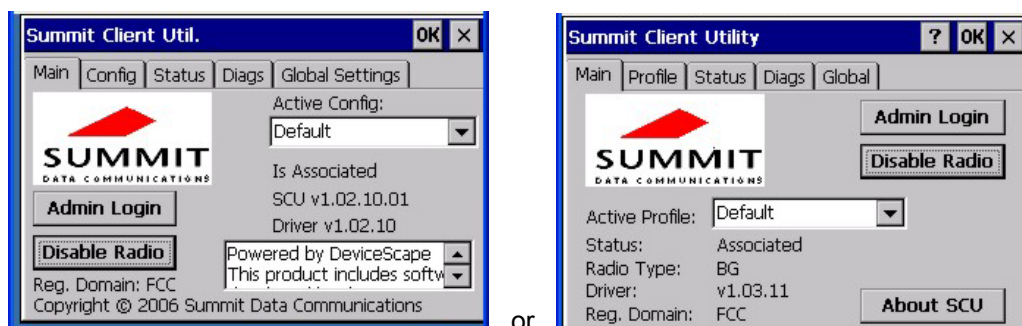 Summit Client Util. OK ×
Main Config Status Diags Global Settings
SUMMIT
DATA COMMUNICATIONS
Active Config:
Default
Is Associated
SCU v1.02.10.01
Driver v1.02.10
Admin Login
Disable Radio
Powered by DeviceScape
This product includes softw
Reg. Domain: FCC
Copyright © 2006 Summit Data Communications
or
Summit Client Utility ? OK ×
Main Profile Status Diags Global
SUMMIT
DATA COMMUNICATIONS
Admin Login
Disable Radio
Active Profile: Default
Status: Associated
Radio Type: BG
Driver: v1.03.11
Reg. Domain: FCC
About SCU